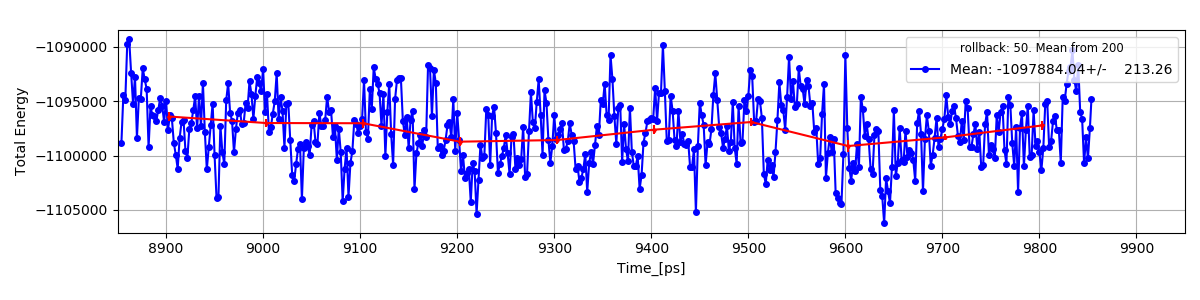 rollback: 50. Mean from 200
Mean: -1097884.04+/- 213.26
Total Energy
−1090000
−1095000
−1100000
−1105000
8900 9000 9100 9200 9300 9400 9500 9600 9700 9800 9900
Time_[ps]